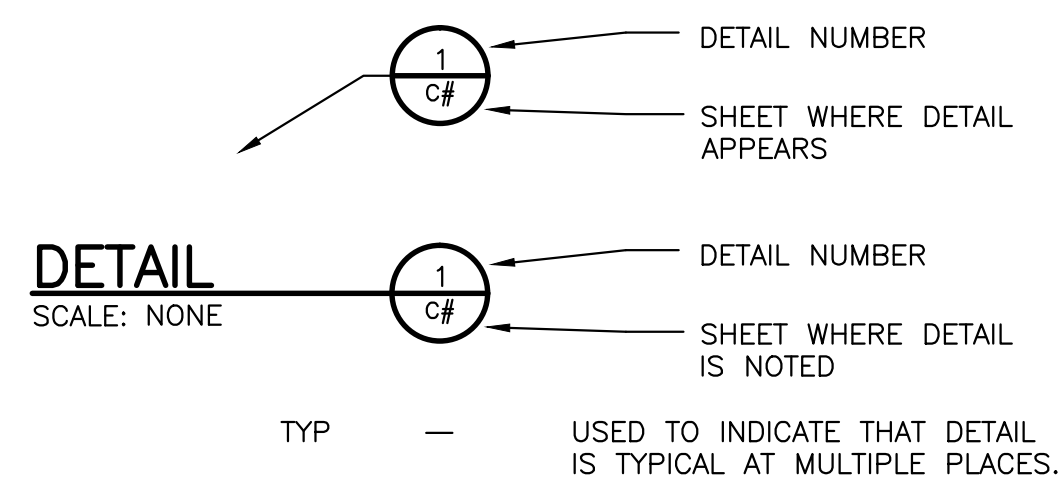 1
C#
DETAIL NUMBER
SHEET WHERE DETAIL
APPEARS
DETAIL
SCALE: NONE
1
C#
DETAIL NUMBER
SHEET WHERE DETAIL
IS NOTED
TYP — USED TO INDICATE THAT DETAIL
IS TYPICAL AT MULTIPLE PLACES.